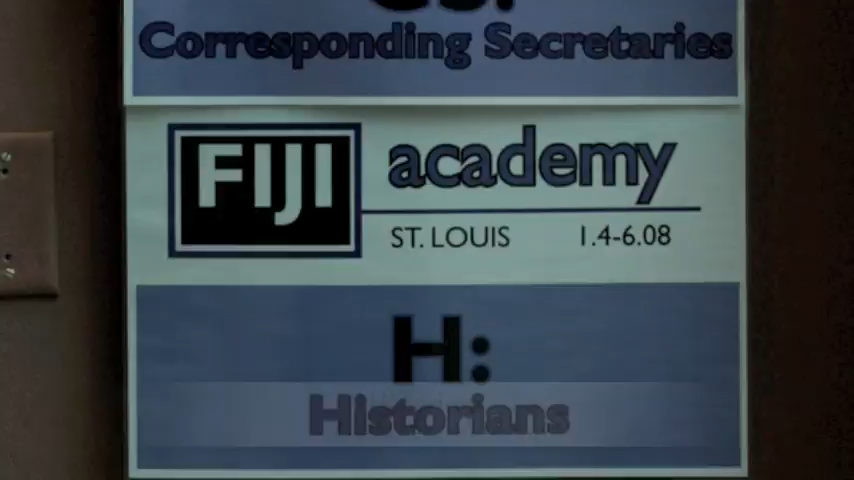 Corresponding Secretaries
FIJI academy
ST. LOUIS 1.4-6.08
H:
Historians